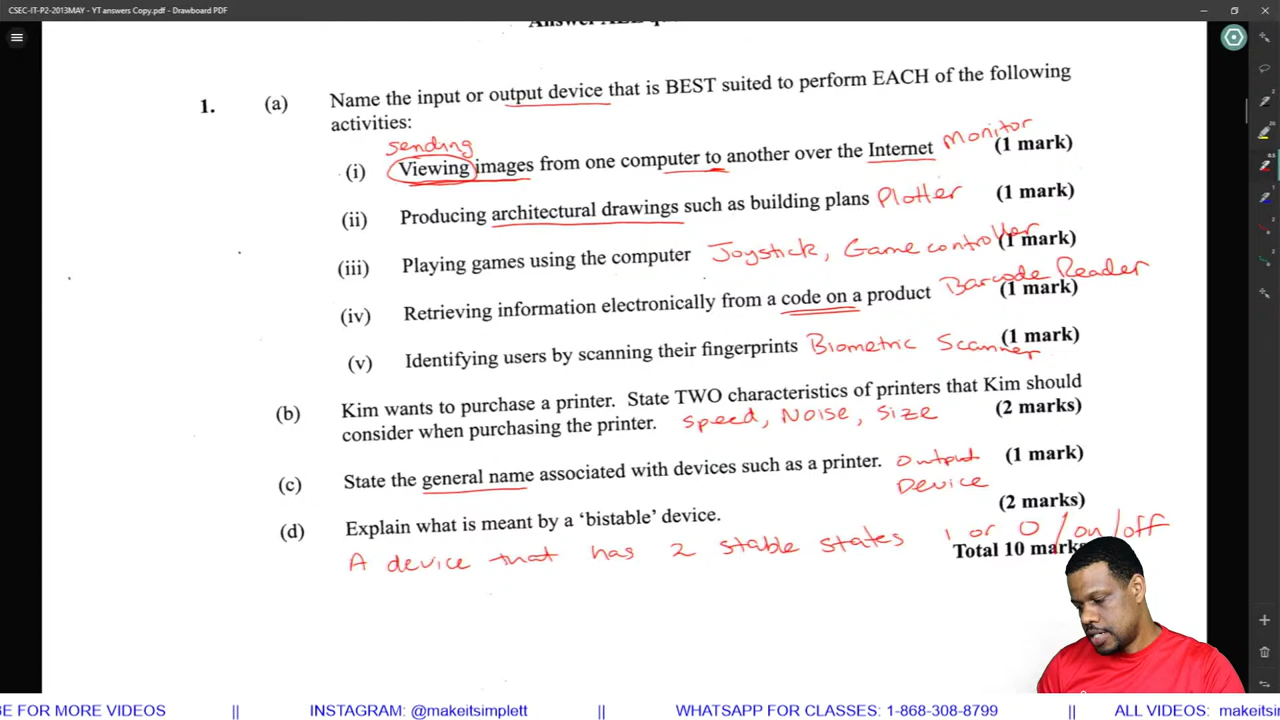 CSEC-IT-P2-2013MAY - YT answers Copy.pdf - Drawboard PDF
1. (a) Name the input or output device that is BEST suited to perform EACH of the following
activities:
sending
(i) Viewing images from one computer to another over the Internet Monitor (1 mark)
(ii) Producing architectural drawings such as building plans Plotter (1 mark)
(iii) Playing games using the computer Joystick, Game controller (1 mark)
(iv) Retrieving information electronically from a code on a product Barcode Reader (1 mark)
(v) Identifying users by scanning their fingerprints Biometric Scanner (1 mark)
(b) Kim wants to purchase a printer. State TWO characteristics of printers that Kim should
consider when purchasing the printer. speed, Noise, size (2 marks)
(c) State the general name associated with devices such as a printer. Output (1 mark)
Device
(d) Explain what is meant by a ‘bistable’ device. (2 marks)
A device that has 2 stable states 1 or 0 /on/off
Total 10 marks
BE FOR MORE VIDEOS || INSTAGRAM: @makeitsimplett || WHATSAPP FOR CLASSES: 1-868-308-8799 || ALL VIDEOS: makeitsim